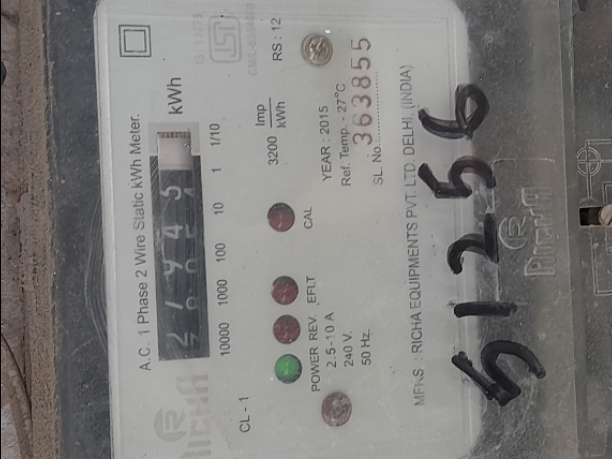 A.C. 1 Phase 2 Wire Static kWh Meter.
kWh
10000 1000 100 10 1 1/10
RICHA
CL - 1
3200 Imp
kWh
RS : 12
POWER REV. EFLT CAL
2.5-10 A
240 V.
50 Hz.
YEAR : 2015
Ref. Temp. - 27°C
SL. No. 363855
MFRS : RICHA EQUIPMENTS PVT. LTD. DELHI, (INDIA)
RICHA